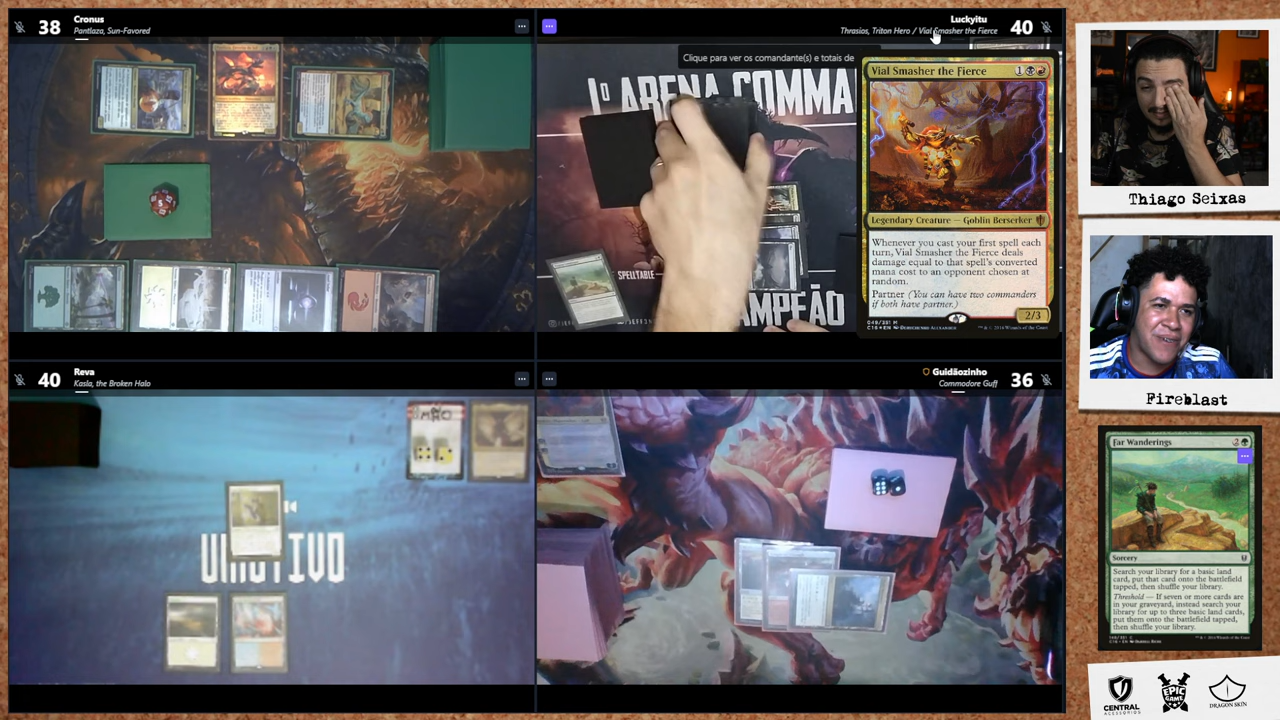 38
Cronus
Pantlaza, Sun-Favored
Luckyitu
Thrasios, Triton Hero / Vial Smasher the Fierce
40
Clique para ver os comandante(s) e totais de
1º ARENA COMMA
SPELLTABLE
AMPEÃO
Vial Smasher the Fierce
1
Legendary Creature — Goblin Berserker
Whenever you cast your first spell each
turn, Vial Smasher the Fierce deals
damage equal to that spell's converted
mana cost to an opponent chosen at
random.
Partner (You can have two commanders
if both have partner.)
2/3
Thiago Seixas
Fireblast
40
Reva
Kasla, the Broken Halo
Guidãozinho
Commodore Guff
36
Far Wanderings
2
Sorcery
Search your library for a basic land
card, put that card onto the battlefield
tapped, then shuffle your library.
Threshold — If seven or more cards are
in your graveyard, instead search your
library for up to three basic land cards,
put them onto the battlefield tapped,
then shuffle your library.
CENTRAL
ACESSORIOS
EPIC
GAME
DRAGON SKIN